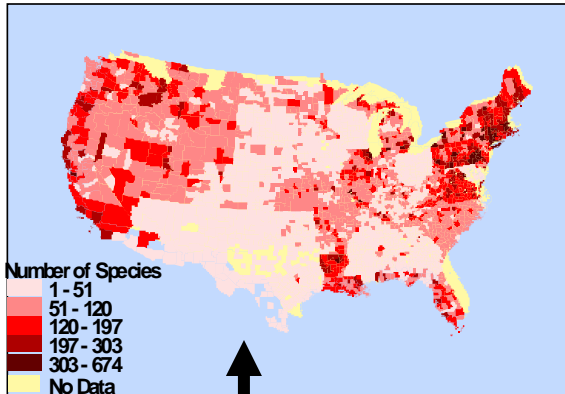 Number of Species
1 - 51
51 - 120
120 - 197
197 - 303
303 - 674
No Data